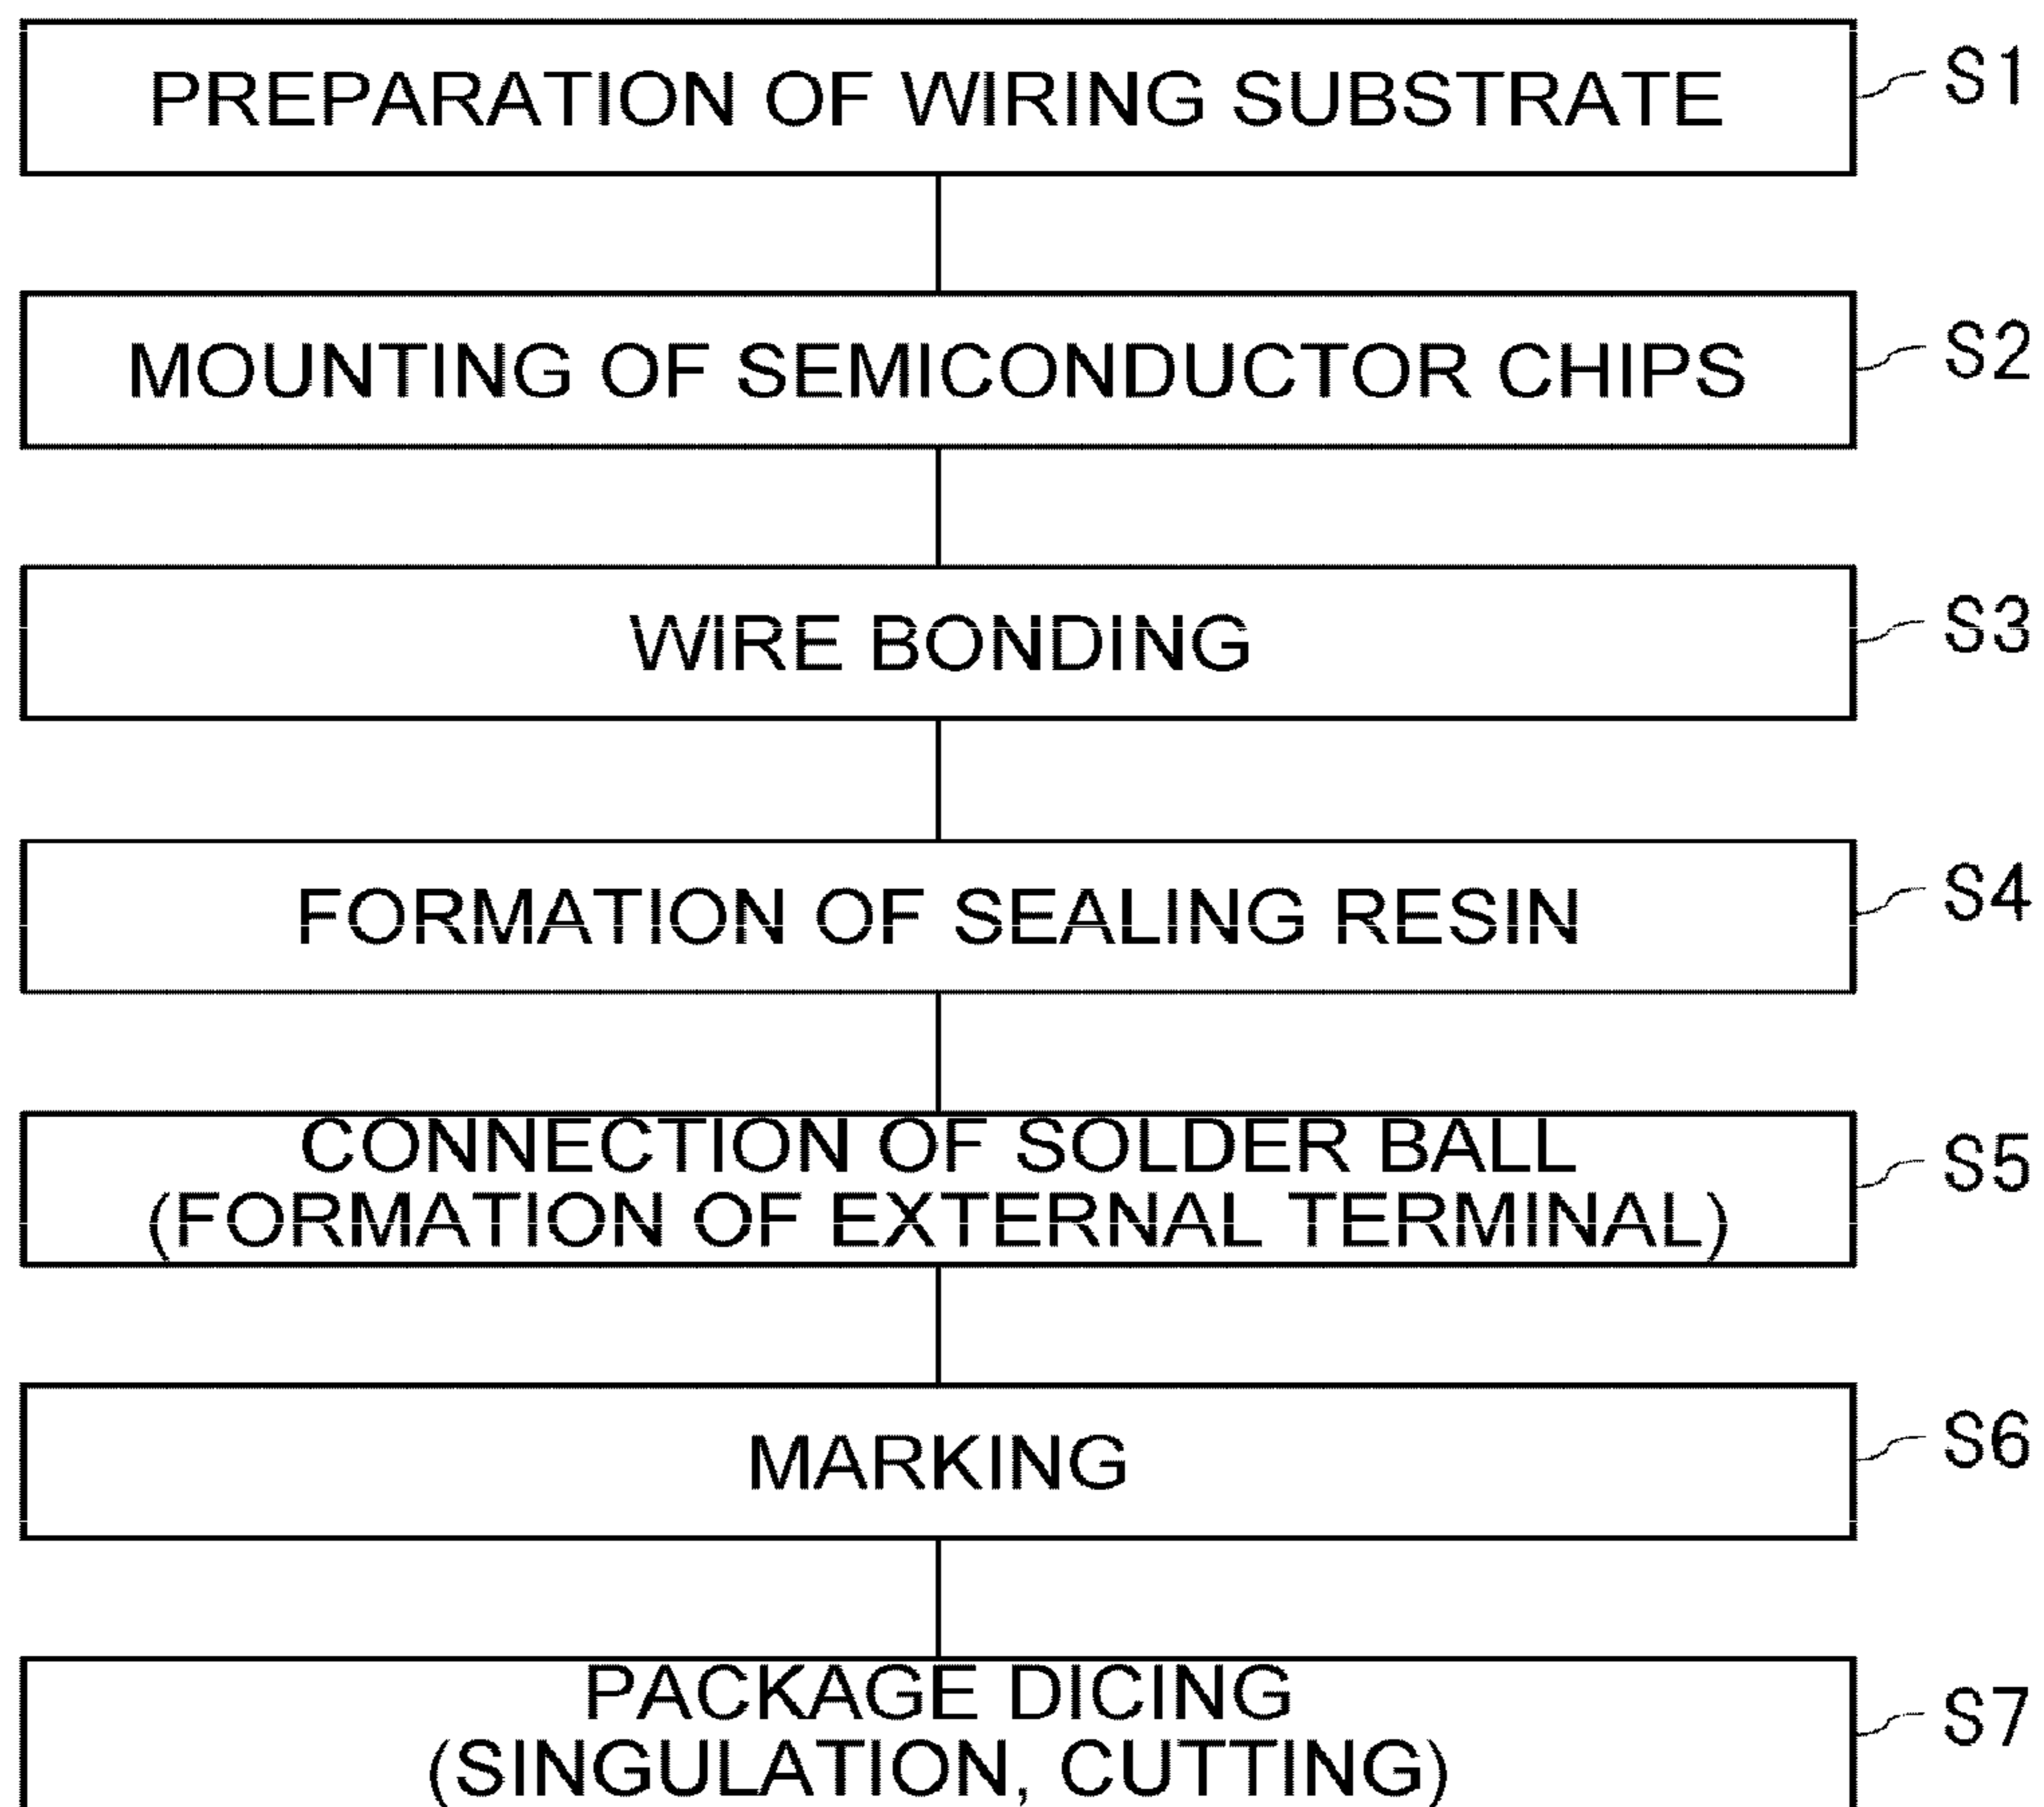 PREPARATION OF WIRING SUBSTRATE S1
MOUNTING OF SEMICONDUCTOR CHIPS S2
WIRE BONDING S3
FORMATION OF SEALING RESIN S4
CONNECTION OF SOLDER BALL
(FORMATION OF EXTERNAL TERMINAL) S5
MARKING S6
PACKAGE DICING
(SINGULATION, CUTTING) S7